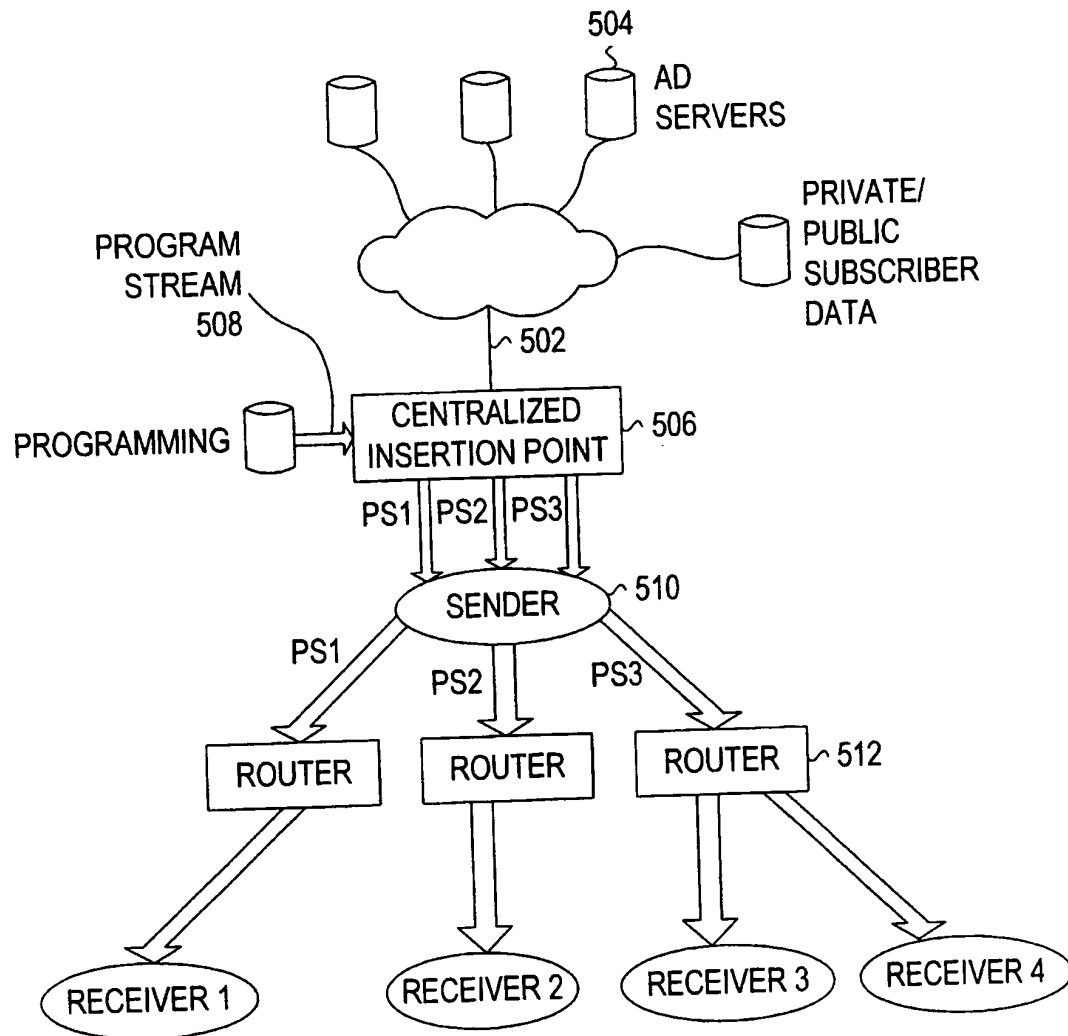 504
AD
SERVERS
PRIVATE/
PUBLIC
SUBSCRIBER
DATA
PROGRAM
STREAM
508
502
PROGRAMMING
CENTRALIZED
INSERTION POINT
506
PS1
PS2
PS3
SENDER
510
PS1
PS2
PS3
ROUTER
ROUTER
ROUTER
512
RECEIVER 1
RECEIVER 2
RECEIVER 3
RECEIVER 4